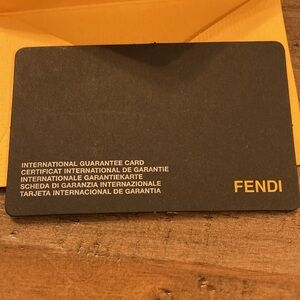 INTERNATIONAL GUARANTEE CARD
CERTIFICAT INTERNATIONAL DE GARANTIE
INTERNATIONALE GARANTIEKARTE
SCHEDA DI GARANZIA INTERNAZIONALE
TARJETA INTERNACIONAL DE GARANTIA
FENDI